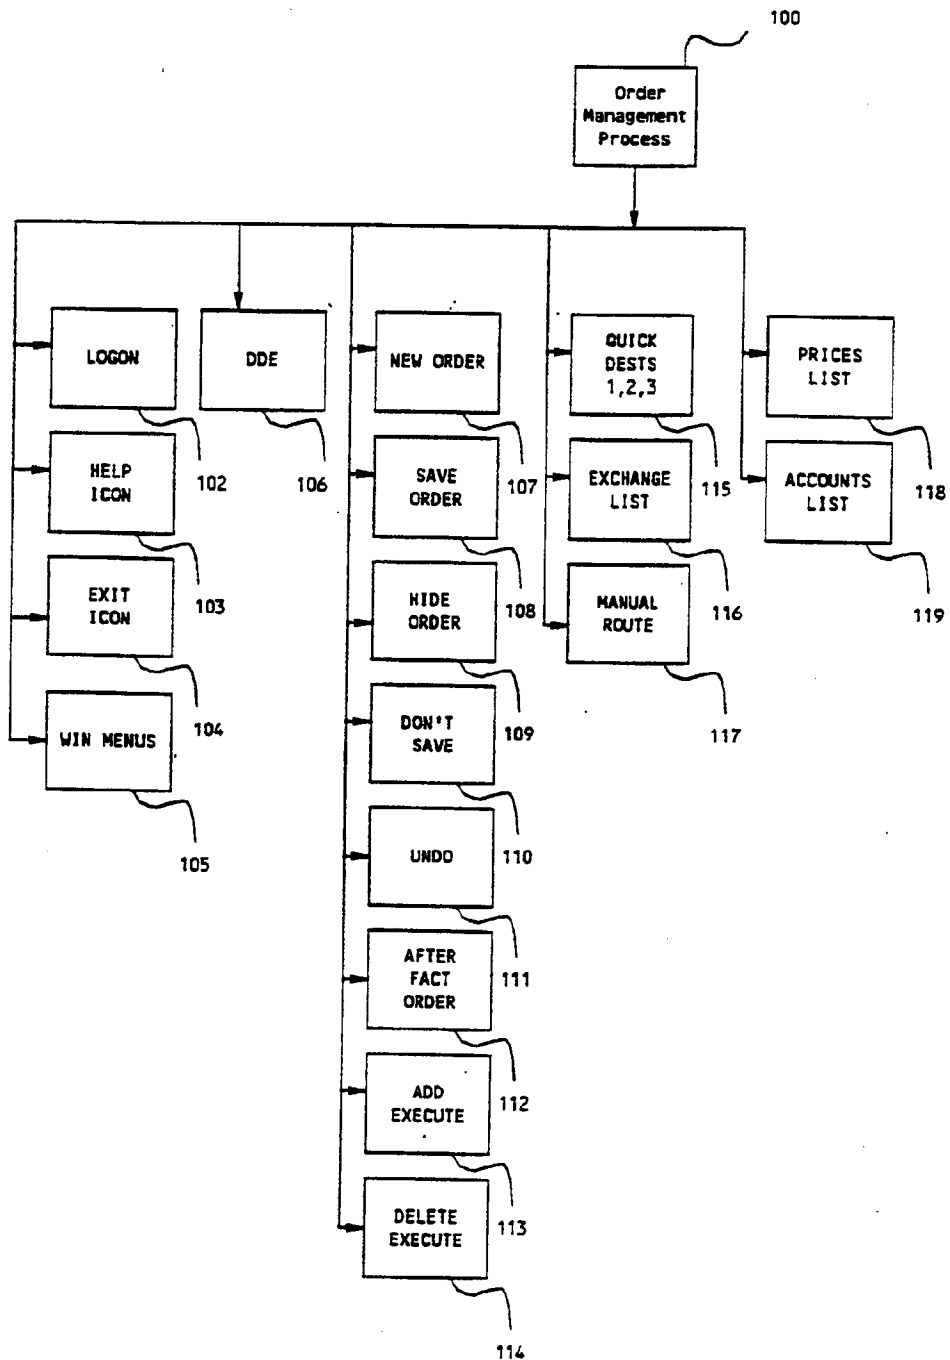 100
Order
Management
Process
LOGON
102
HELP
ICON
103
EXIT
ICON
104
WIN MENUS
105
DDE
106
NEW ORDER
107
SAVE
ORDER
108
HIDE
ORDER
109
DON'T
SAVE
110
UNDO
111
AFTER
FACT
ORDER
112
ADD
EXECUTE
113
DELETE
EXECUTE
114
QUICK
DESTS
1,2,3
115
EXCHANGE
LIST
116
MANUAL
ROUTE
117
PRICES
LIST
118
ACCOUNTS
LIST
119